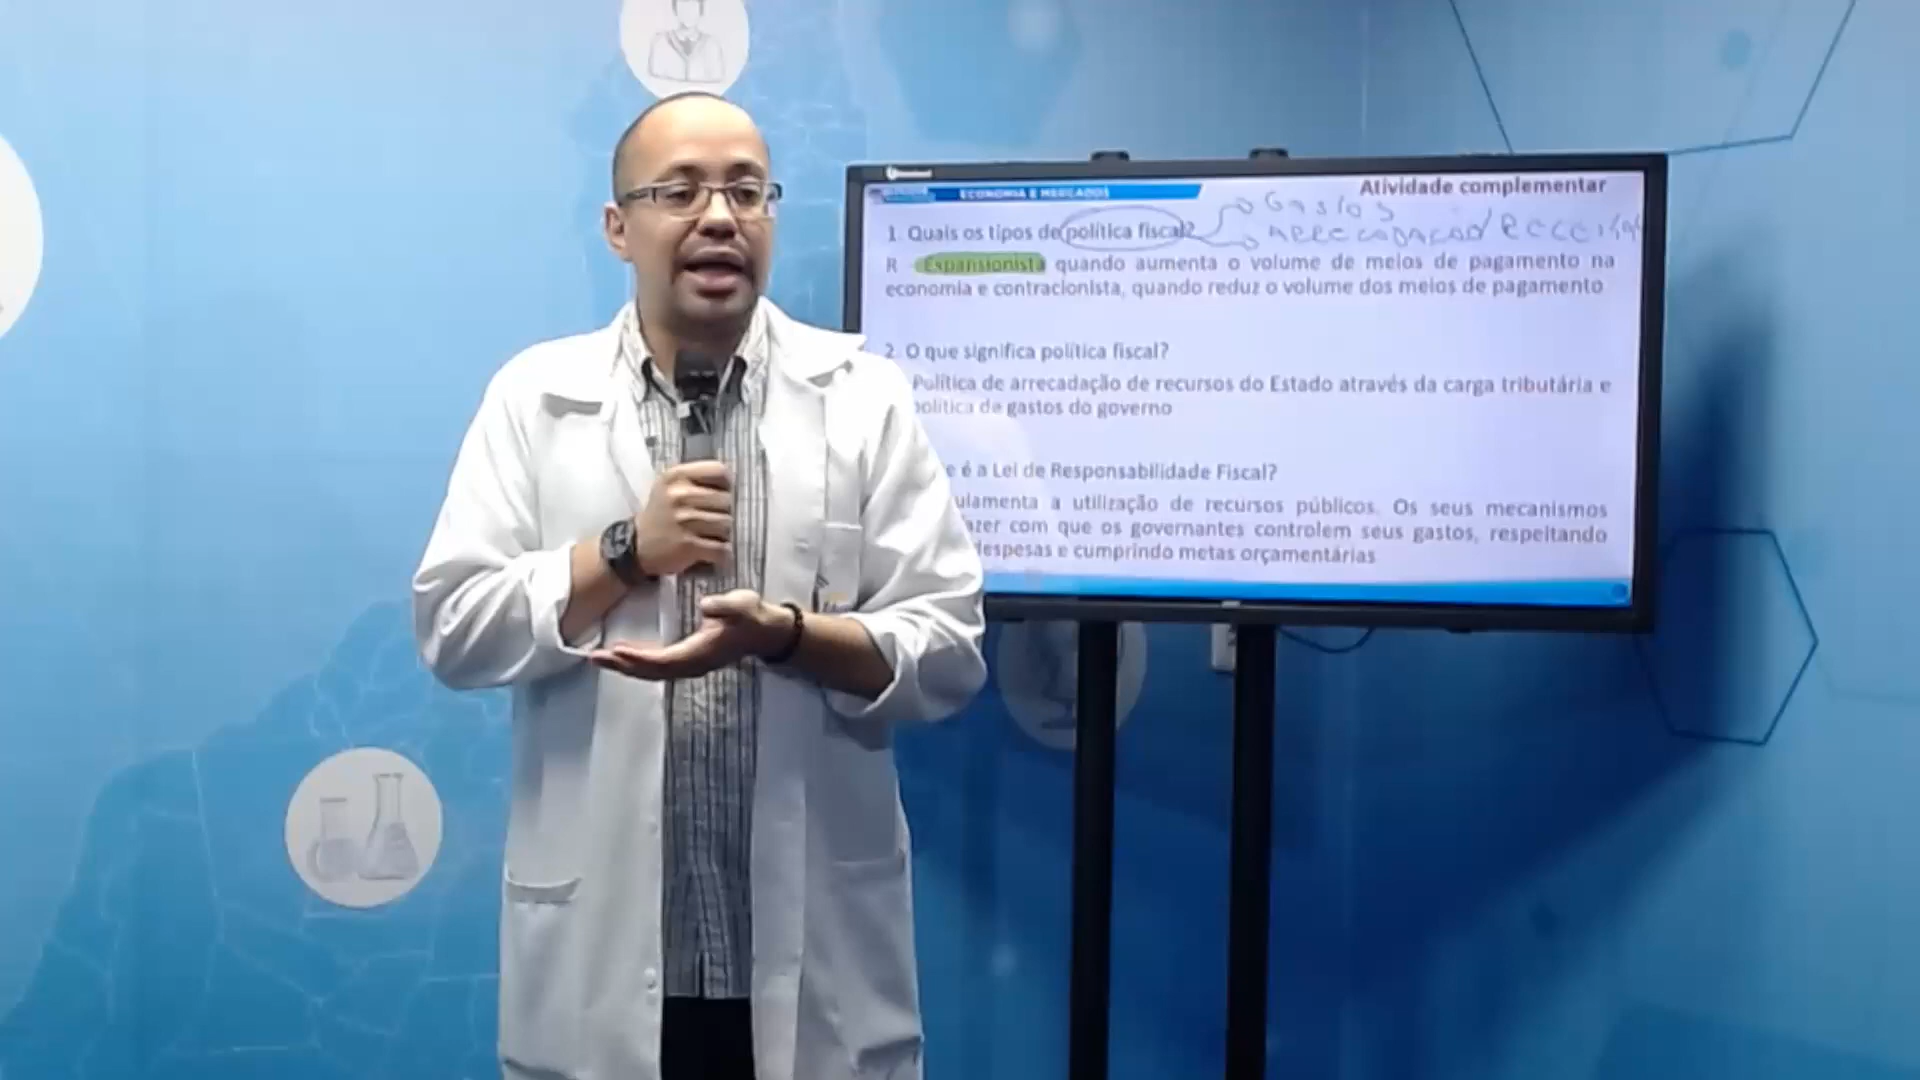 ECONOMIA E MERCADOS
Atividade complementar
Gastos
1. Quais os tipos de política fiscal?
Arrecadação/Receitas
R - Expansionista quando aumenta o volume de meios de pagamento na
economia e contracionista, quando reduz o volume dos meios de pagamento
2. O que significa política fiscal?
Política de arrecadação de recursos do Estado através da carga tributária e
política de gastos do governo
e é a Lei de Responsabilidade Fiscal?
ulamenta a utilização de recursos públicos. Os seus mecanismos
azer com que os governantes controlem seus gastos, respeitando
despesas e cumprindo metas orçamentárias